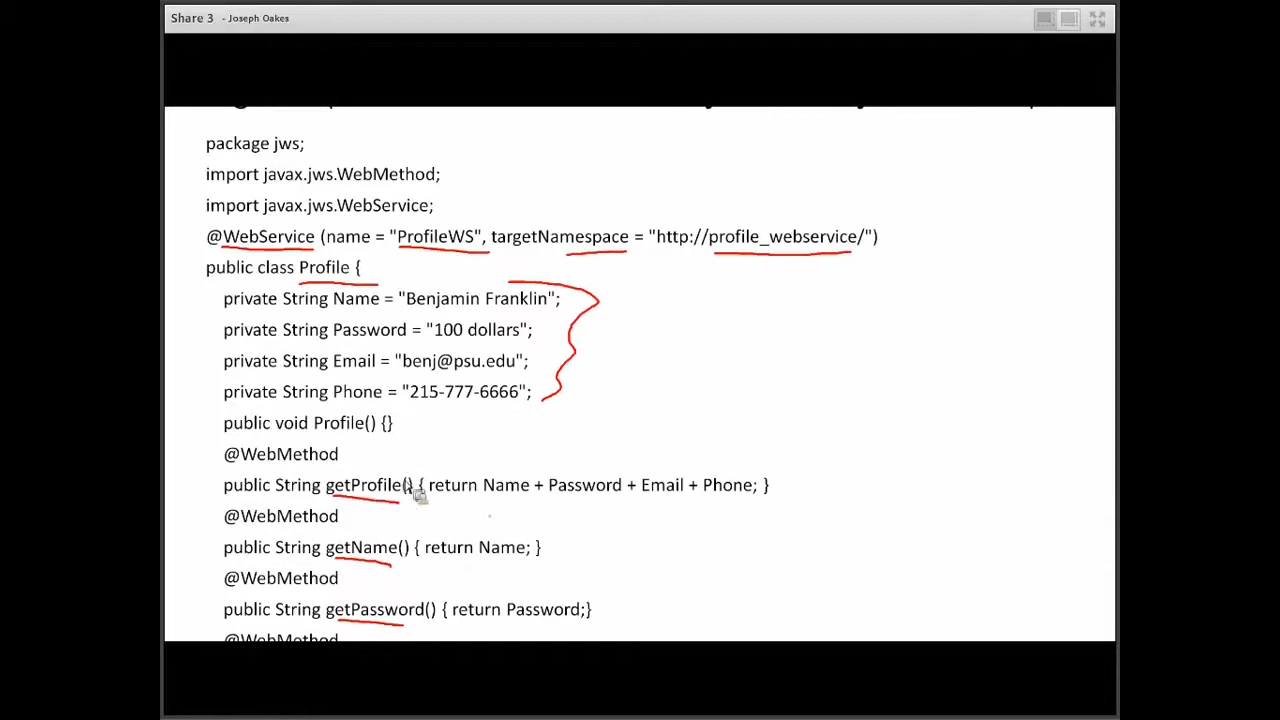 Share 3 - Joseph Oakes
package jws;
import javax.jws.WebMethod;
import javax.jws.WebService;
@WebService (name = "ProfileWS", targetNamespace = "http://profile_webservice/")
public class Profile {
private String Name = "Benjamin Franklin";
private String Password = "100 dollars";
private String Email = "benj@psu.edu";
private String Phone = "215-777-6666";
public void Profile() {}
@WebMethod
public String getProfile() { return Name + Password + Email + Phone; }
@WebMethod
public String getName() { return Name; }
@WebMethod
public String getPassword() { return Password;}
@WebMethod